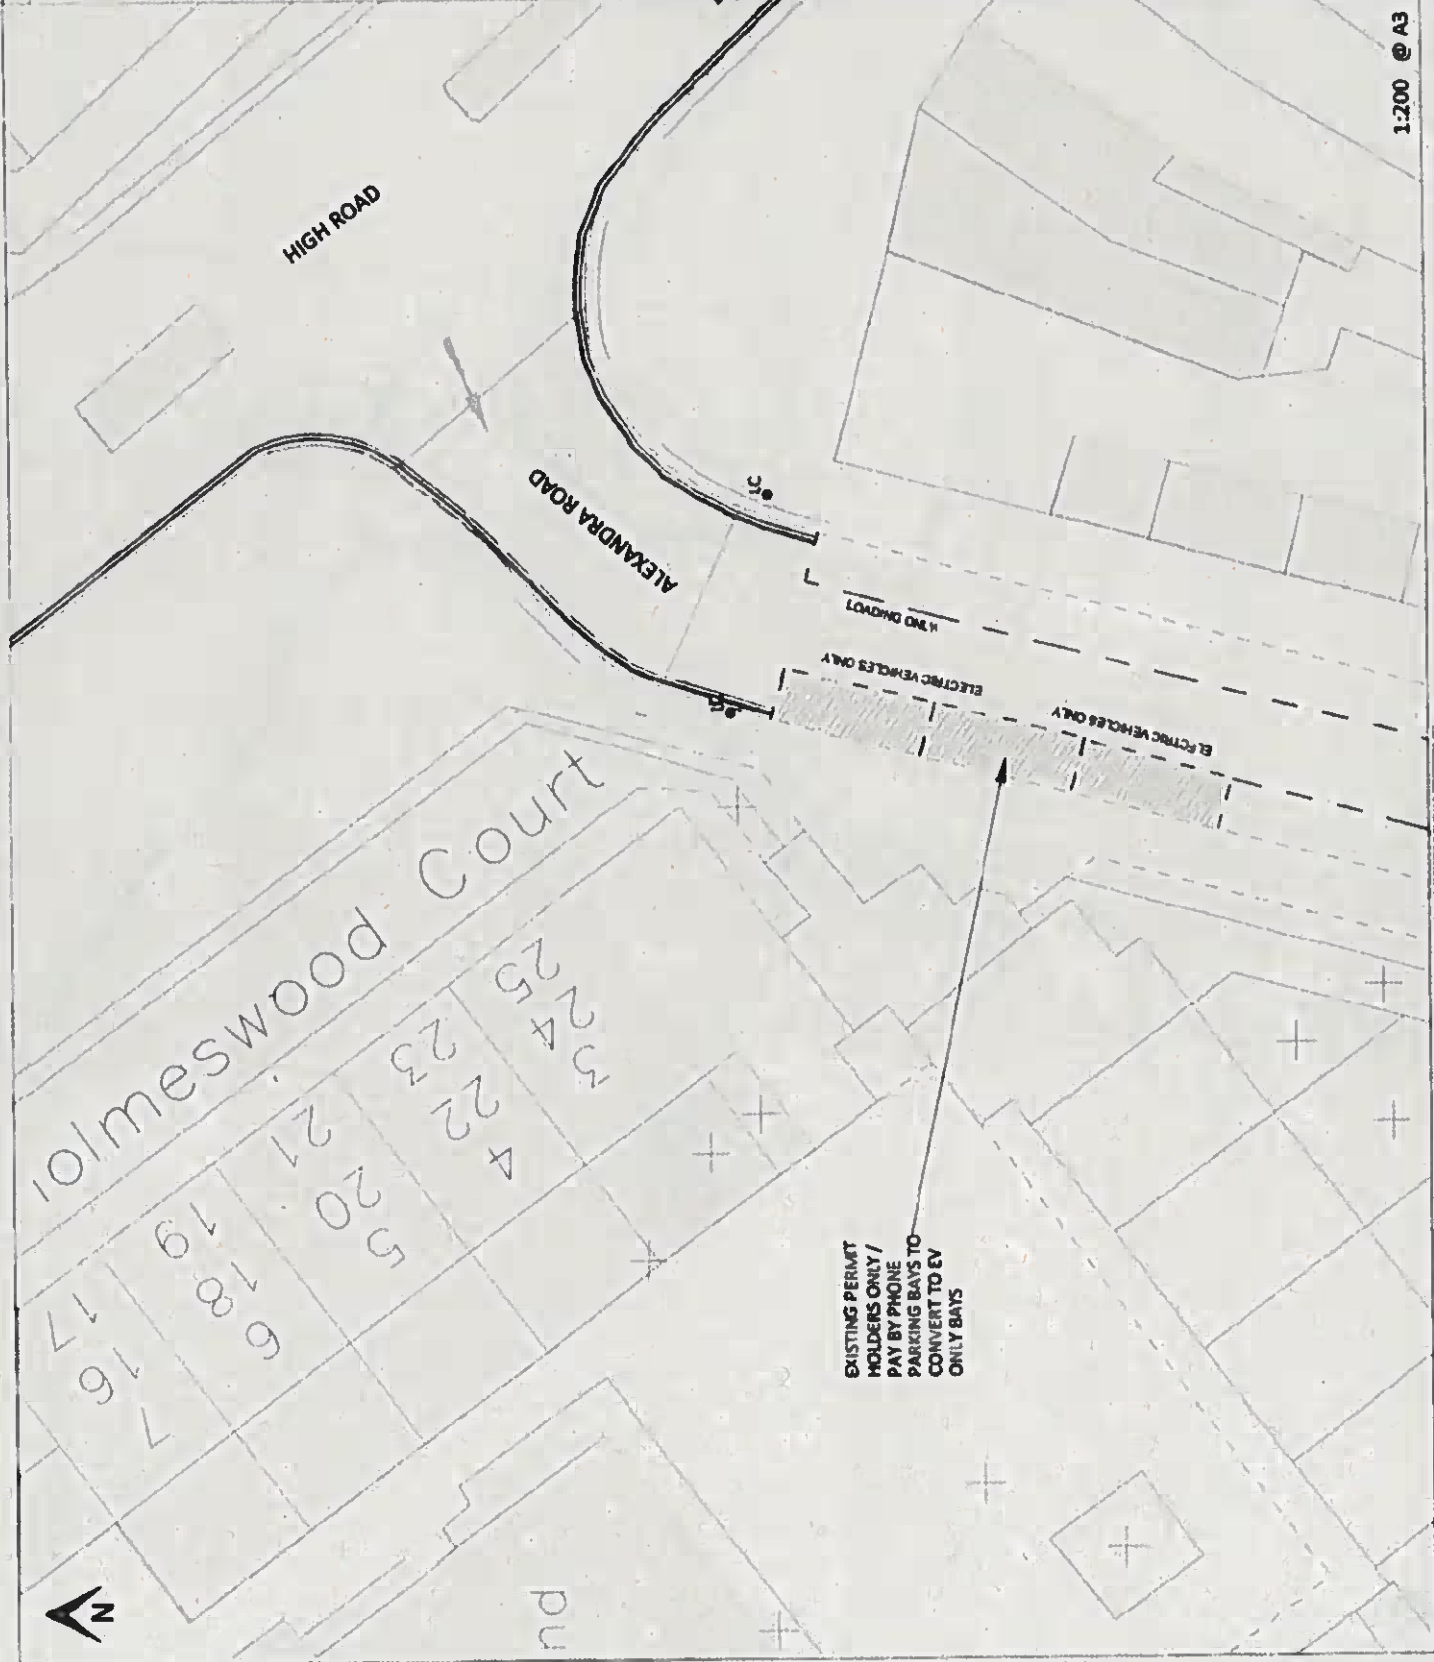 HIGH ROAD
ALEXANDRA ROAD
LOADING ONLY
ELECTRIC VEHICLES ONLY
ELECTRIC VEHICLES ONLY
olmeswood Court
17
16
7
19
18
6
21
20
5
23
22
4
25
24
3
EXISTING PERMIT
HOLDERS ONLY /
PAY BY PHONE
PARKING BAYS TO
CONVERT TO EV
ONLY BAYS
N
1:200 @ A3